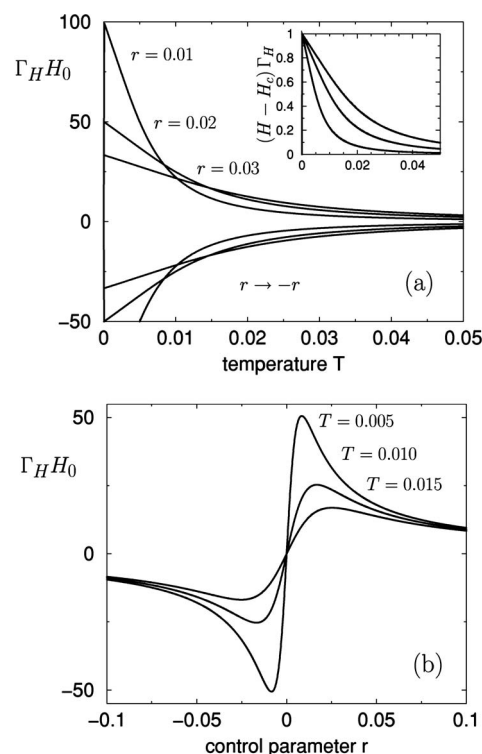 Γ_H H_0
100
50
0
-50
r = 0.01
r = 0.02
r = 0.03
r → −r
(a)
0
0.01
0.02
0.03
0.04
0.05
temperature T
(H − H_c) Γ_H
1
0.8
0.6
0.4
0.2
0
0
0.02
0.04
Γ_H H_0
50
0
-50
T = 0.005
T = 0.010
T = 0.015
(b)
-0.1
-0.05
0
0.05
0.1
control parameter r